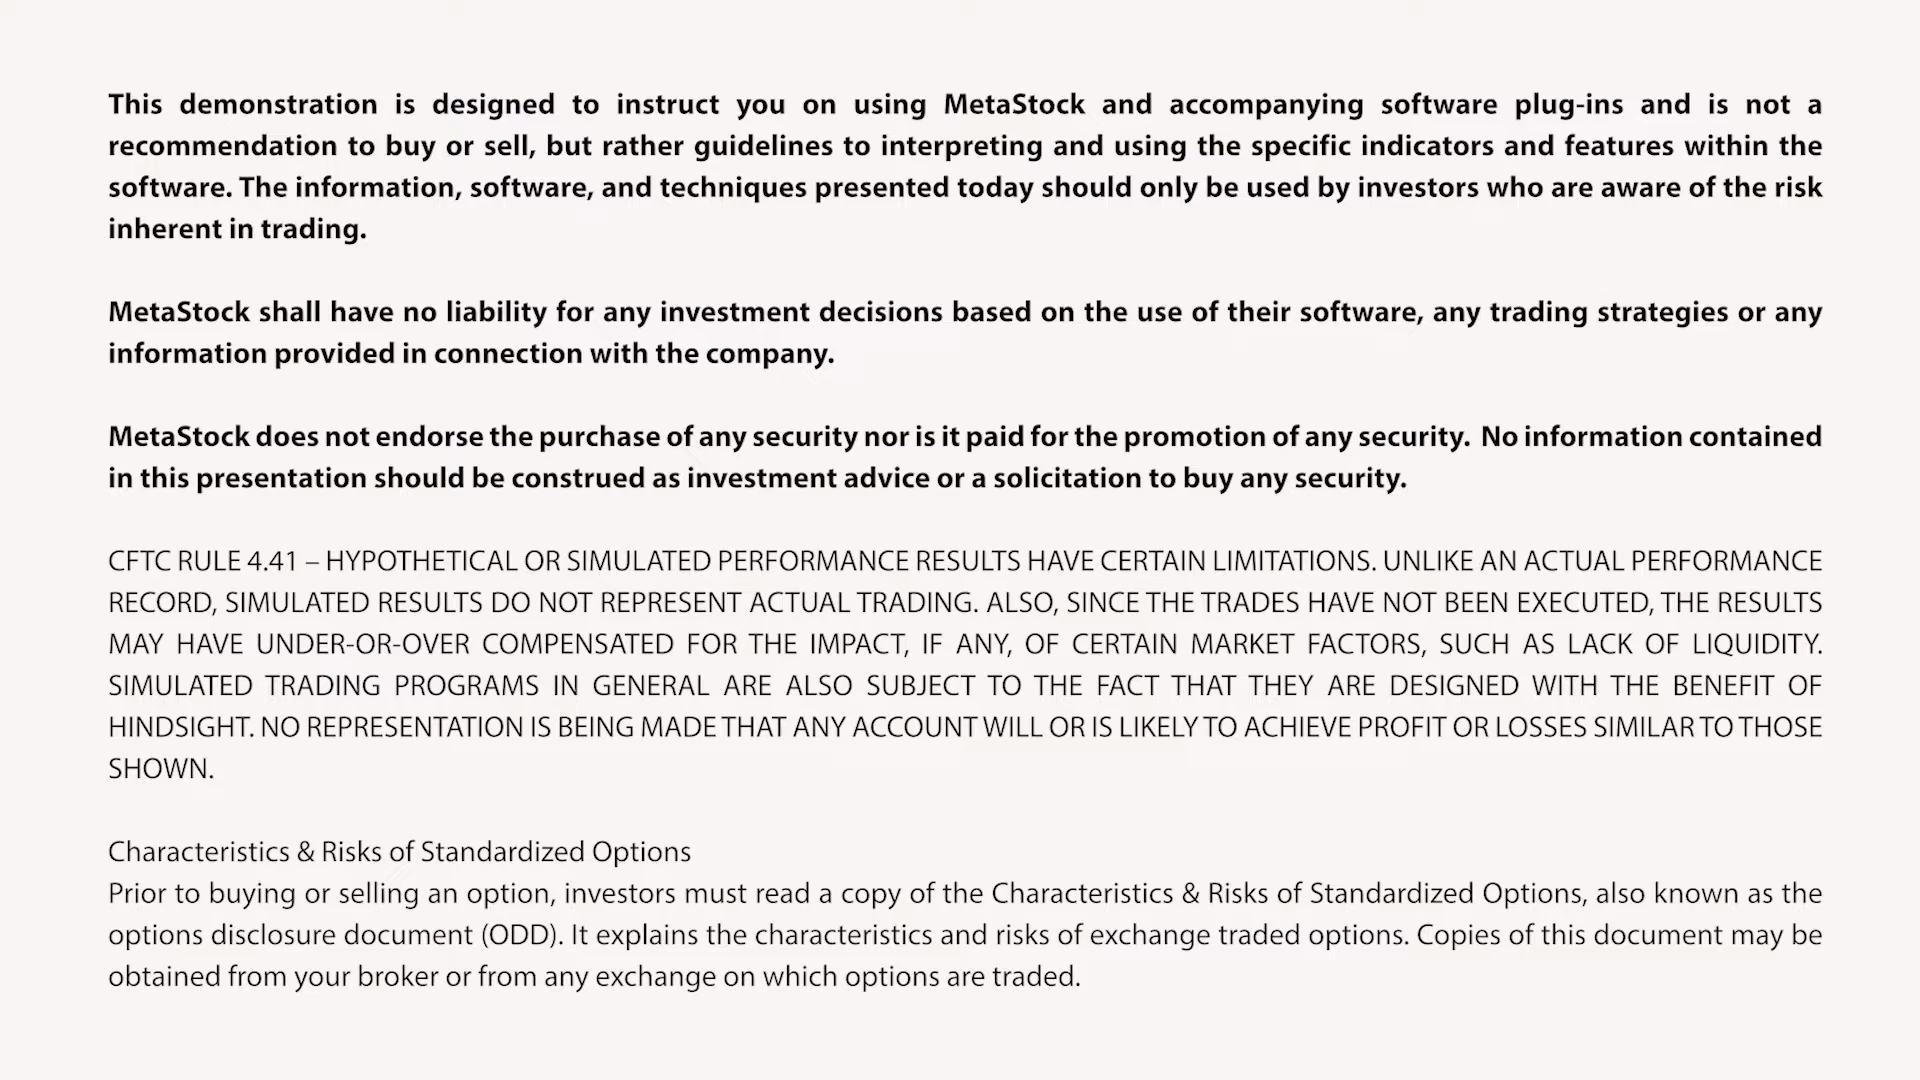 This demonstration is designed to instruct you on using MetaStock and accompanying software plug-ins and is not a
recommendation to buy or sell, but rather guidelines to interpreting and using the specific indicators and features within the
software. The information, software, and techniques presented today should only be used by investors who are aware of the risk
inherent in trading.
MetaStock shall have no liability for any investment decisions based on the use of their software, any trading strategies or any
information provided in connection with the company.
MetaStock does not endorse the purchase of any security nor is it paid for the promotion of any security. No information contained
in this presentation should be construed as investment advice or a solicitation to buy any security.
CFTC RULE 4.41 – HYPOTHETICAL OR SIMULATED PERFORMANCE RESULTS HAVE CERTAIN LIMITATIONS. UNLIKE AN ACTUAL PERFORMANCE
RECORD, SIMULATED RESULTS DO NOT REPRESENT ACTUAL TRADING. ALSO, SINCE THE TRADES HAVE NOT BEEN EXECUTED, THE RESULTS
MAY HAVE UNDER-OR-OVER COMPENSATED FOR THE IMPACT, IF ANY, OF CERTAIN MARKET FACTORS, SUCH AS LACK OF LIQUIDITY.
SIMULATED TRADING PROGRAMS IN GENERAL ARE ALSO SUBJECT TO THE FACT THAT THEY ARE DESIGNED WITH THE BENEFIT OF
HINDSIGHT. NO REPRESENTATION IS BEING MADE THAT ANY ACCOUNT WILL OR IS LIKELY TO ACHIEVE PROFIT OR LOSSES SIMILAR TO THOSE
SHOWN.
Characteristics & Risks of Standardized Options
Prior to buying or selling an option, investors must read a copy of the Characteristics & Risks of Standardized Options, also known as the
options disclosure document (ODD). It explains the characteristics and risks of exchange traded options. Copies of this document may be
obtained from your broker or from any exchange on which options are traded.